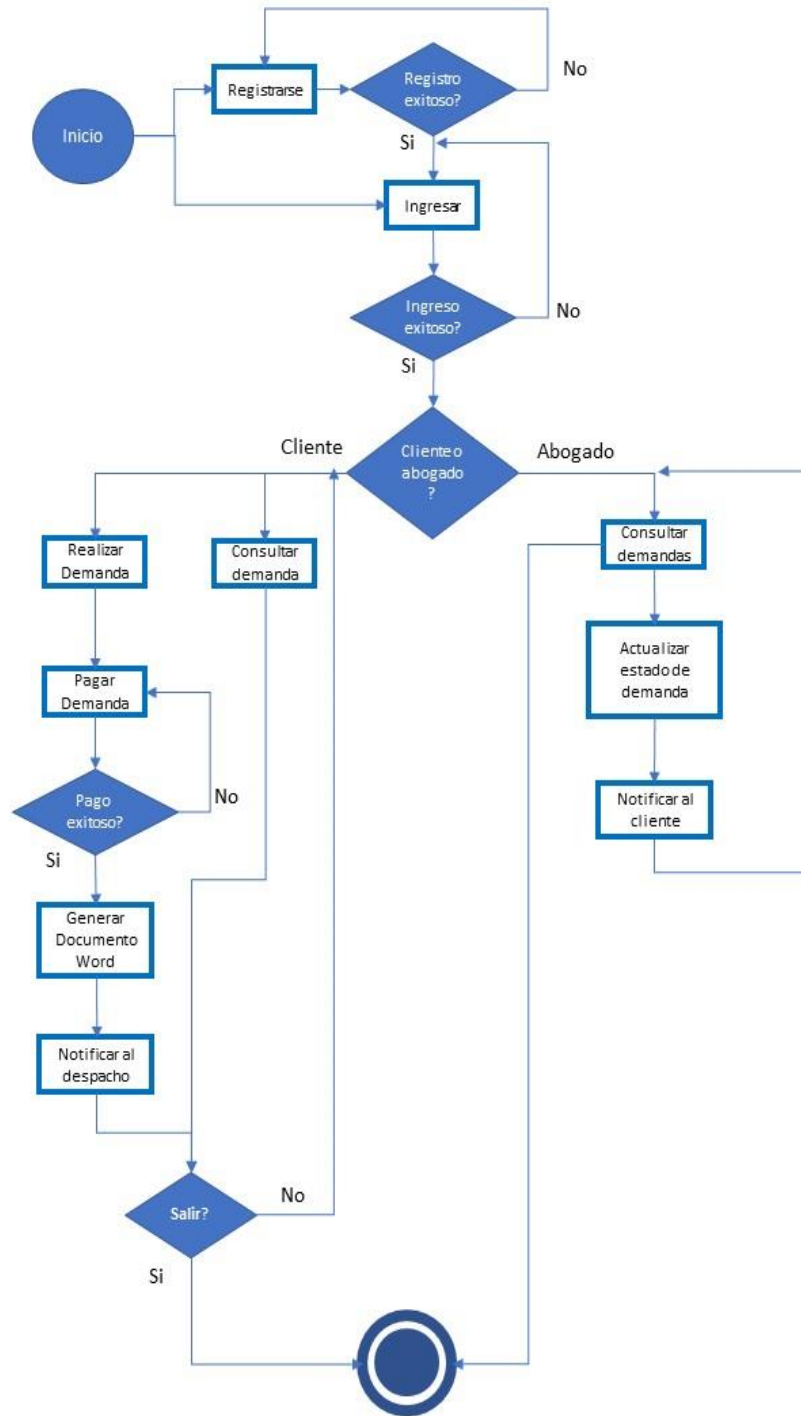 No
Registrarse
Registro
exitoso?
Inicio
Si
Ingresar
Ingreso
exitoso?
No
Si
Cliente
Cliente o
abogado
?
Abogado
Realizar
Demanda
Consultar
demanda
Consultar
demandas
Pagar
Demanda
Actualizar
estado de
demanda
No
Pago
exitoso?
Notificar al
cliente
Si
Generar
Documento
Word
Notificar al
despacho
No
Salir?
Si